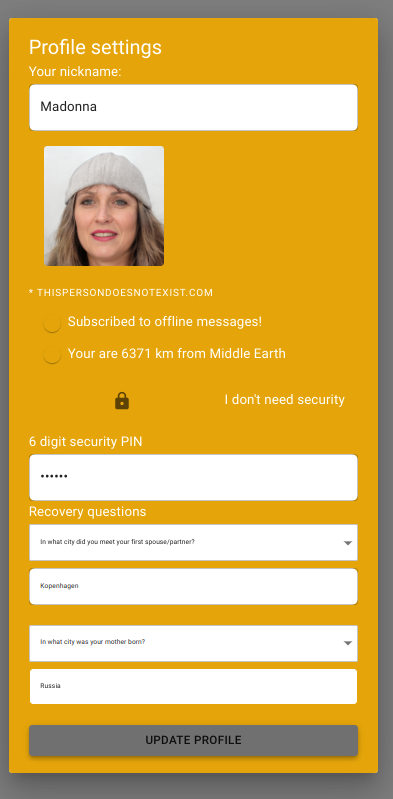 Profile settings
Your nickname:
Madonna
* THISPERSONDOESNOTEXIST.COM
Subscribed to offline messages!
Your are 6371 km from Middle Earth
I don't need security
6 digit security PIN
••••••
Recovery questions
In what city did you meet your first spouse/partner?
Kopenhagen
In what city was your mother born?
Russia
UPDATE PROFILE